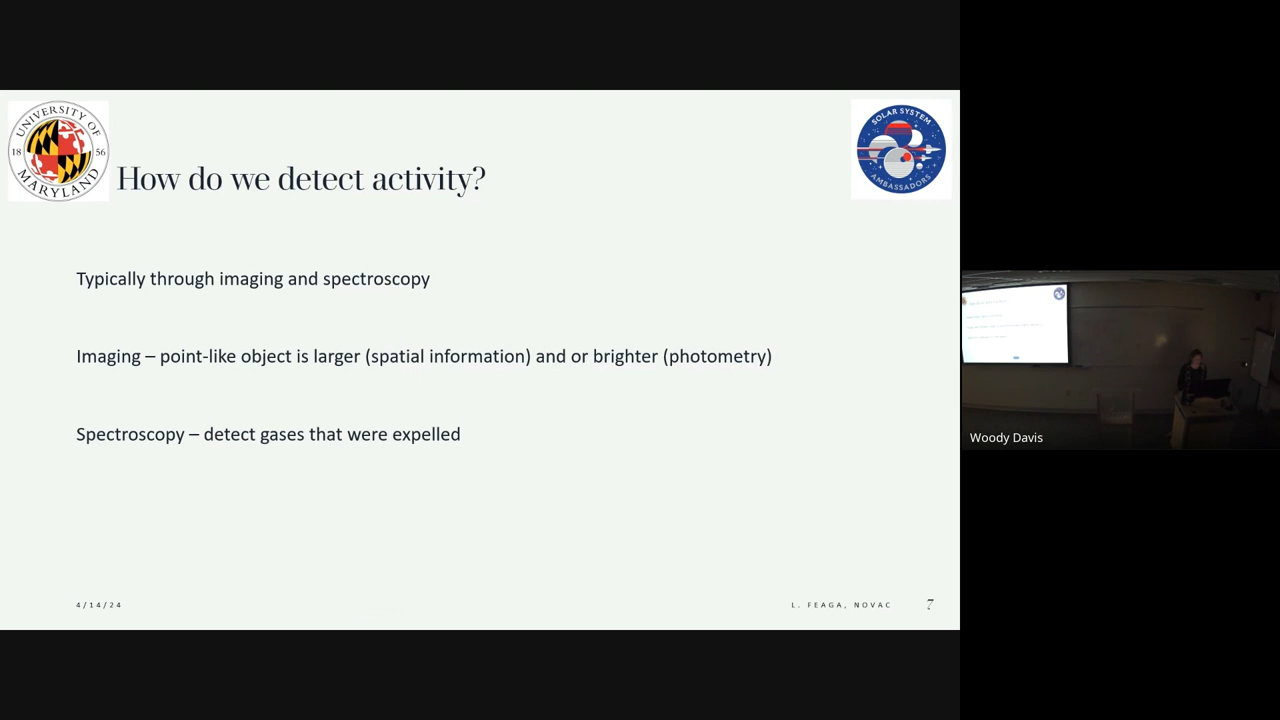 UNIVERSITY OF
18 56
MARYLAND
SOLAR SYSTEM
AMBASSADORS
How do we detect activity?
Typically through imaging and spectroscopy
Imaging – point-like object is larger (spatial information) and or brighter (photometry)
Spectroscopy – detect gases that were expelled
4/14/24
L. FEAGA, NOVAC
7
Woody Davis